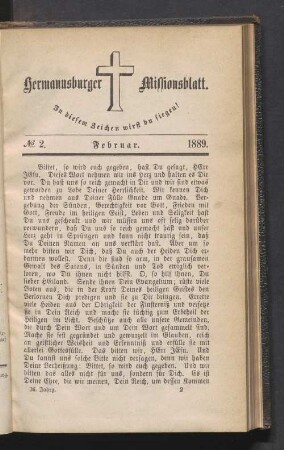 Hermannsburger Missionsblatt.
In diesem Zeichen wirst du siegen!
№ 2. Februar. 1889.
Bittet, so wird euch gegeben, hast Du gesagt, HErr
JEsu. Dieses Wort nehmen wir ins Herz und halten es Dir
vor. Du hast uns so reich gemacht in Dir und wir sind etwas
geworden zu Lobe Deiner Herrlichkeit. Wir kennen Dich
und nehmen aus Deiner Fülle Gnade um Gnade. Verge-
bung der Sünden, Gerechtigkeit vor Gott, Frieden mit
Gott, Freude im heiligen Geist, Leben und Seligkeit hast
Du uns geschenkt und wir müssen uns oft selig darüber
verwundern, daß Du uns so reich gemacht hast und unser
Herz geht in Sprüngen und kann nicht traurig sein, daß
Du Deinen Namen an uns verklärt hast. Aber um so
mehr bitten wir Dich, daß Du auch der Heiden Dich er-
barmen wollest. Denn die sind so arm, in der grausamen
Gewalt des Satans, in Sünden und Tod ewiglich ver-
loren, wo Du ihnen nicht hilfst. O, so hilf ihnen, Du
lieber Heiland. Sende ihnen Dein Evangelium; rüste viele
Boten aus, die in der Kraft Deines heiligen Geistes den
Verlornen Dich predigen und sie zu Dir bringen. Errette
viele Heiden aus der Obrigkeit der Finsternis und versetze
sie in Dein Reich und mache sie tüchtig zum Erbtheil der
Heiligen im Licht. Beschütze auch alle unsere Gemeinden,
die durch Dein Wort und um Dein Wort gesammelt sind.
Mache sie fest gegründet und gewurzelt im Glauben, reich
an geistlicher Weisheit und Erkenntnis und erfülle sie mit
allerlei Gottesfülle. Das bitten wir, HErr JEsu. Und
Du kannst uns solche Bitte nicht versagen, denn wir haben
Deine Verheißung: Bittet, so wird euch gegeben. Und wir
bitten das alles nicht für uns, sondern für Dich. Es ist
Deine Ehre, die wir meinen, Dein Reich, um dessen Kommen
36. Jahrg. 2